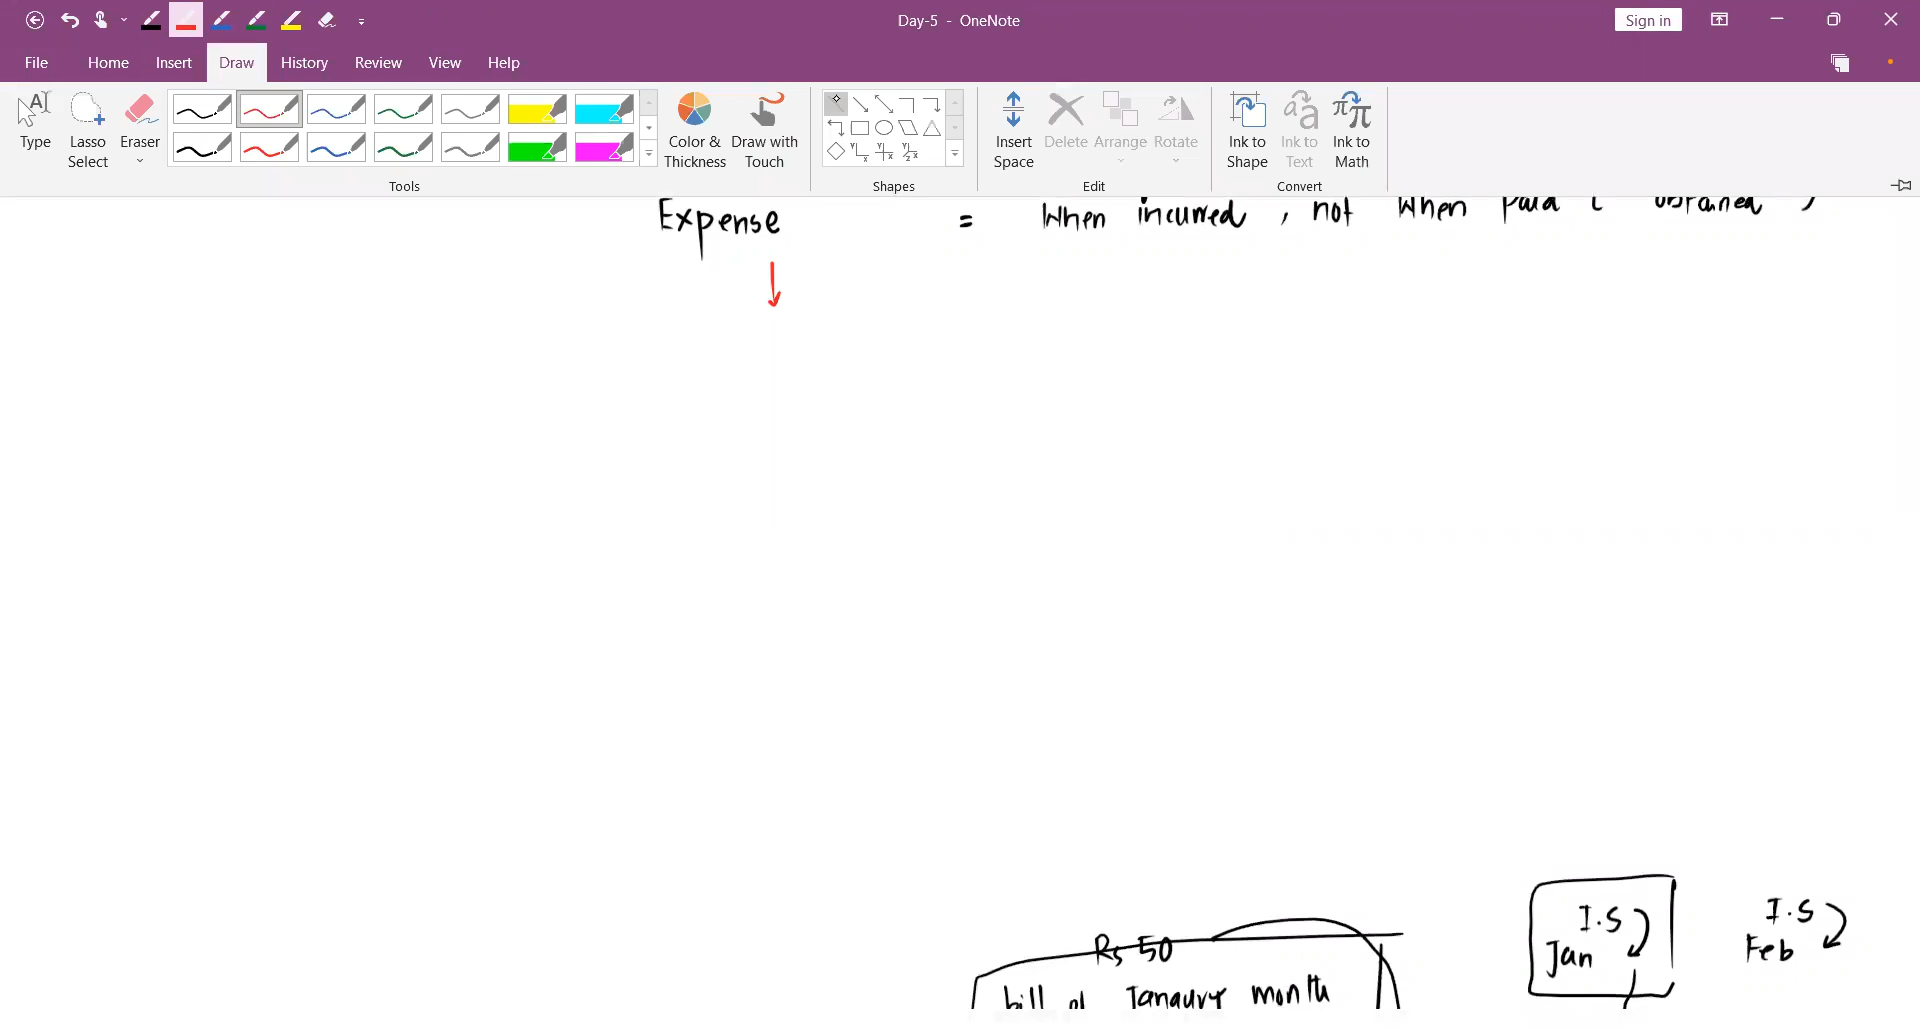 Day-5 - OneNote
Sign in
File Home Insert Draw History Review View Help
Type
Lasso Select
Eraser
Color & Thickness
Draw with Touch
Insert Space
Delete
Arrange
Rotate
Ink to Shape
Ink to Text
Ink to Math
Tools
Shapes
Edit
Convert
Expense = When incurred , not when paid ( obtained )
I.S
Jan
I.S
Feb
Rs 50
bill of Janaury month